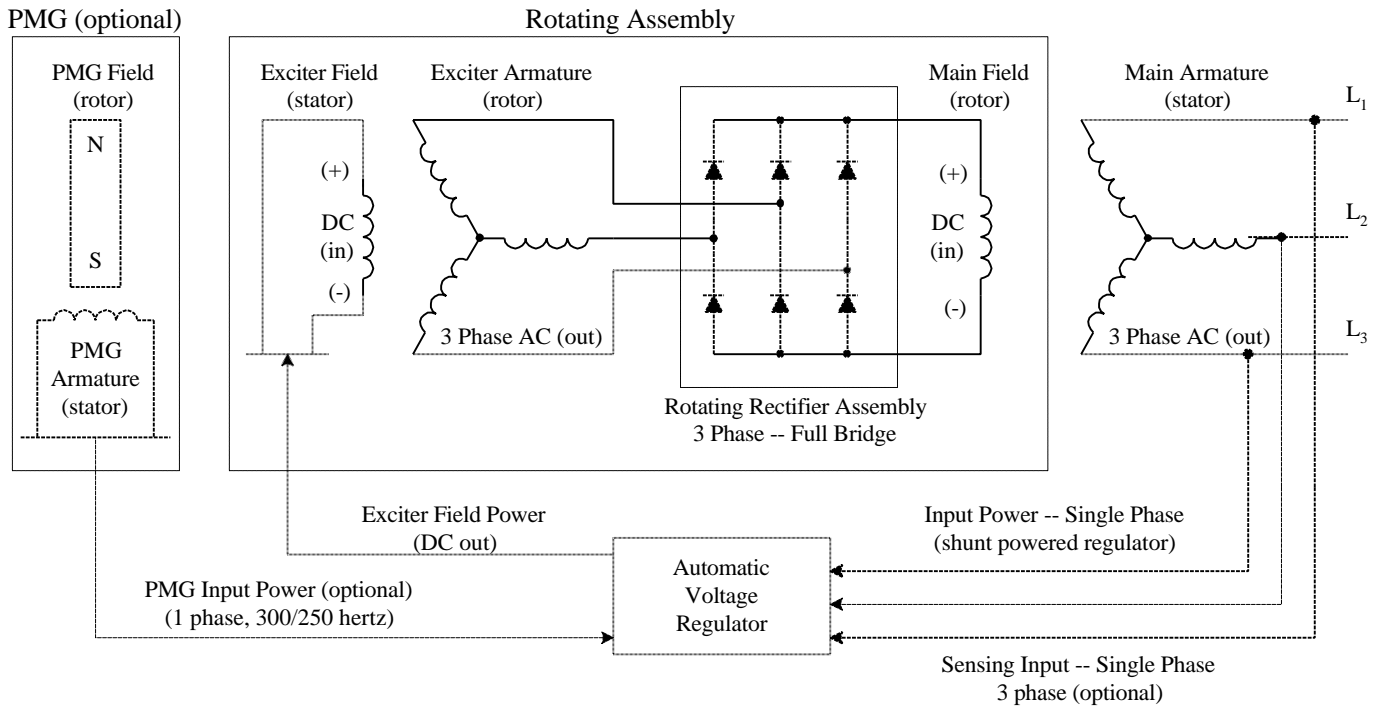 PMG (optional)
Rotating Assembly
PMG Field
(rotor)
N
S
PMG
Armature
(stator)
Exciter Field
(stator)
(+)
DC
(in)
(-)
Exciter Armature
(rotor)
3 Phase AC (out)
Main Field
(rotor)
(+)
DC
(in)
(-)
Rotating Rectifier Assembly
3 Phase -- Full Bridge
Main Armature
(stator)
3 Phase AC (out)
L1
L2
L3
Exciter Field Power
(DC out)
PMG Input Power (optional)
(1 phase, 300/250 hertz)
Automatic
Voltage
Regulator
Input Power -- Single Phase
(shunt powered regulator)
Sensing Input -- Single Phase
3 phase (optional)